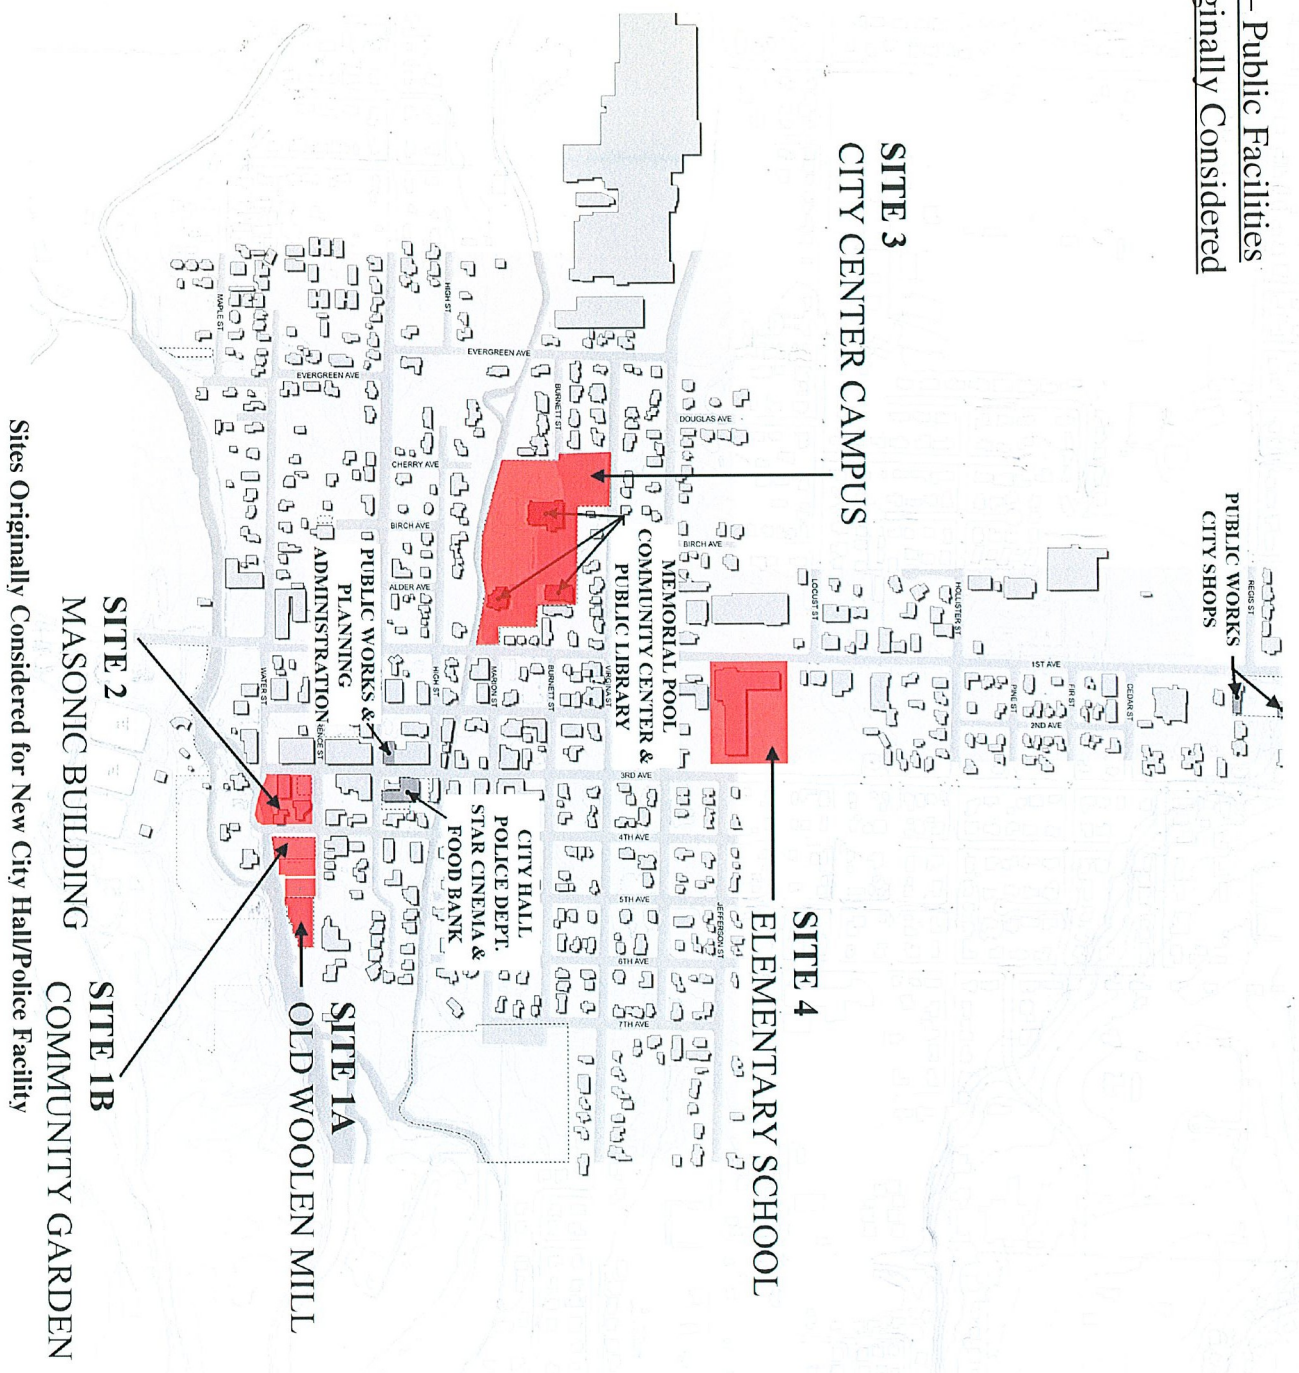 – Public Facilities
ginally Considered
SITE 3
CITY CENTER CAMPUS
PUBLIC WORKS
CITY SHOPS
REGIS ST
HOLLISTER ST
LOCUST ST
1ST AVE
CEDAR ST
FIR ST
PINE ST
2ND AVE
DOUGLAS AVE
BIRCH AVE
MEMORIAL POOL
COMMUNITY CENTER &
PUBLIC LIBRARY
EVERGREEN AVE
BURNETT ST
VIRGINIA ST
BURNETT ST
MARION ST
HIGH ST
HIGH ST
CHERRY AVE
BIRCH AVE
ALDER AVE
EVERGREEN AVE
MAPLE ST
WATER ST
PUBLIC WORKS &
PLANNING
ADMINISTRATION
ENCE ST
3RD AVE
4TH AVE
5TH AVE
6TH AVE
7TH AVE
JEFFERSON ST
CITY HALL
POLICE DEPT.
STAR CINEMA &
FOOD BANK
SITE 4
ELEMENTARY SCHOOL
SITE 1A
OLD WOOLEN MILL
SITE 2
MASONIC BUILDING
SITE 1B
COMMUNITY GARDEN
Sites Originally Considered for New City Hall/Police Facility